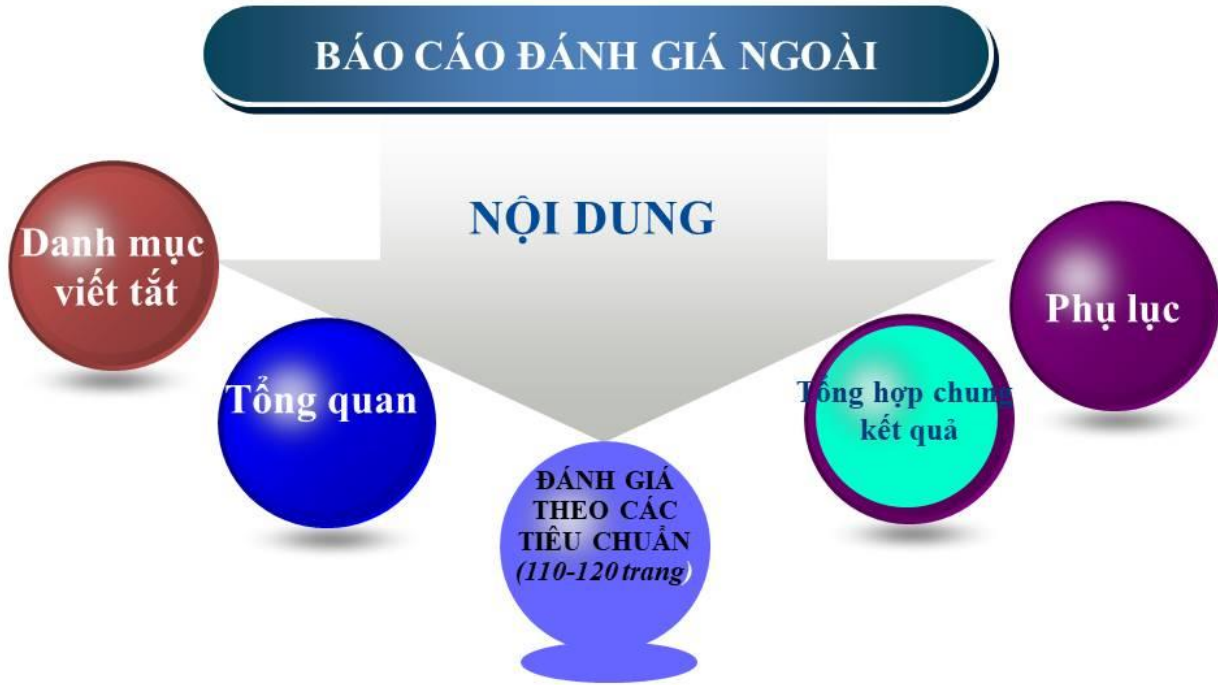 BÁO CÁO ĐÁNH GIÁ NGOÀI
NỘI DUNG
Danh mục
viết tắt
Tổng quan
ĐÁNH GIÁ
THEO CÁC
TIÊU CHUẨN
(110-120 trang)
Tổng hợp chung
kết quả
Phụ lục